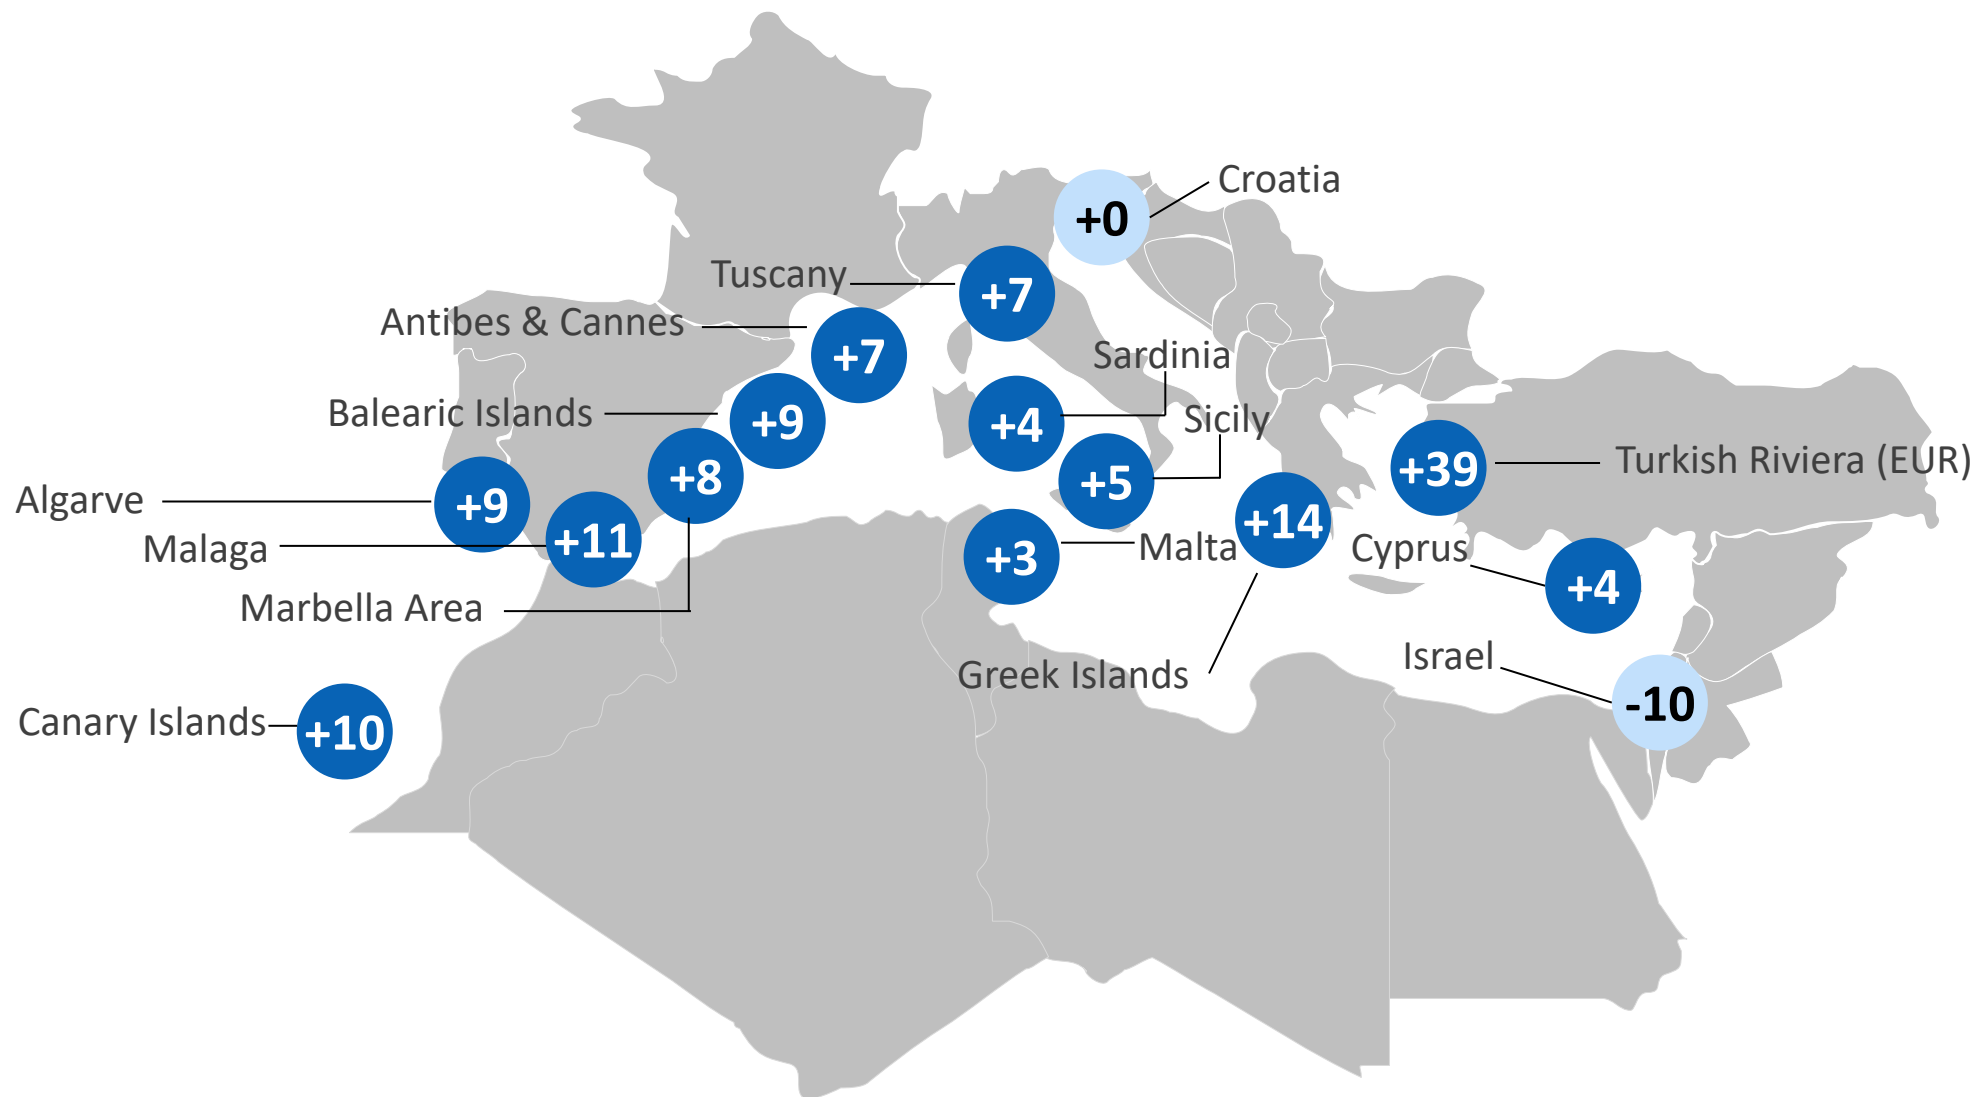 Croatia
+0
Tuscany
+7
Antibes & Cannes
+7
Sardinia
+4
Balearic Islands
+9
Sicily
+5
Turkish Riviera (EUR)
+39
+8
Algarve
+9
Malaga
+11
Marbella Area
Malta
+3
+14
Greek Islands
Cyprus
+4
Israel
-10
Canary Islands
+10